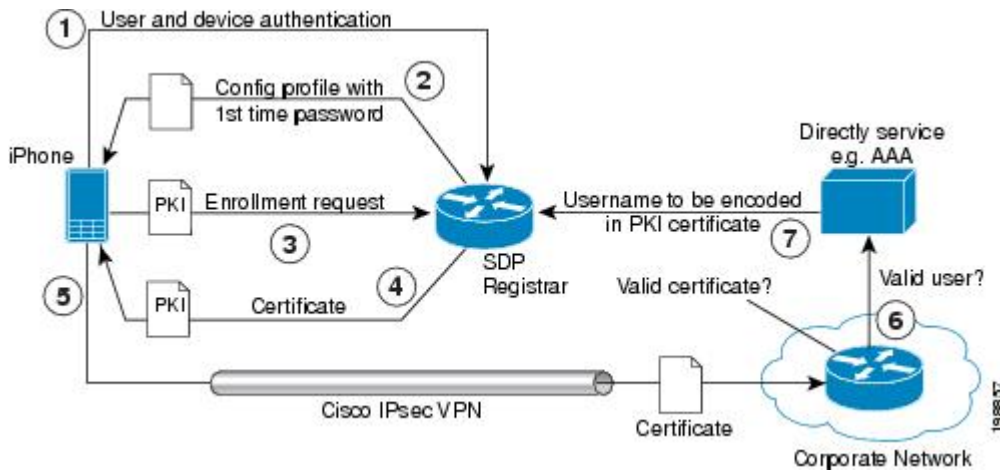 1
User and device authentication
2
Config profile with
1st time password
iPhone
Directly service
e.g. AAA
PKI
Enrollment request
3
Username to be encoded
in PKI certificate
7
SDP
Registrar
4
5
PKI
Certificate
Valid certificate?
Valid user?
6
Cisco IPsec VPN
Certificate
Corporate Network